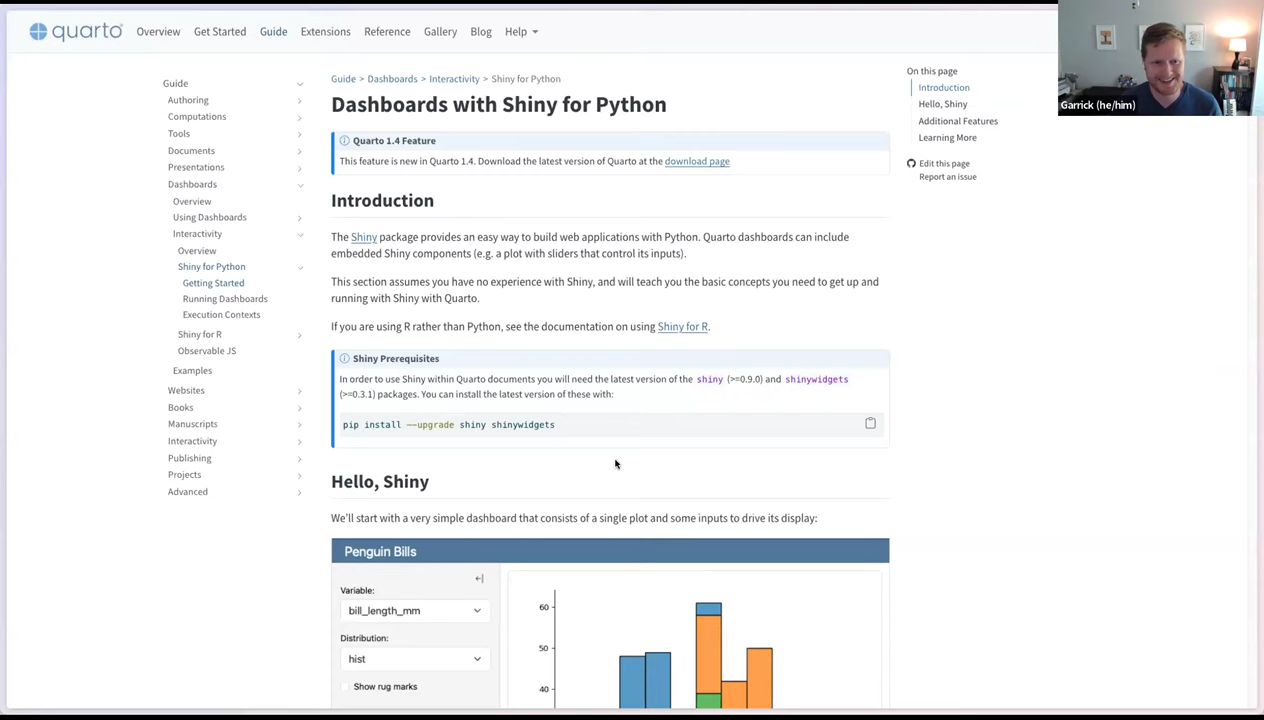 quarto
Overview
Get Started
Guide
Extensions
Reference
Gallery
Blog
Help
Garrick (he/him)
Guide
Authoring
Computations
Tools
Documents
Presentations
Dashboards
Overview
Using Dashboards
Interactivity
Overview
Shiny for Python
Getting Started
Running Dashboards
Execution Contexts
Shiny for R
Observable JS
Examples
Websites
Books
Manuscripts
Interactivity
Publishing
Projects
Advanced
Guide > Dashboards > Interactivity > Shiny for Python
Dashboards with Shiny for Python
Quarto 1.4 Feature
This feature is new in Quarto 1.4. Download the latest version of Quarto at the download page
Introduction
The Shiny package provides an easy way to build web applications with Python. Quarto dashboards can include
embedded Shiny components (e.g. a plot with sliders that control its inputs).
This section assumes you have no experience with Shiny, and will teach you the basic concepts you need to get up and
running with Shiny with Quarto.
If you are using R rather than Python, see the documentation on using Shiny for R.
Shiny Prerequisites
In order to use Shiny within Quarto documents you will need the latest version of the shiny (>=0.9.0) and shinywidgets
(>=0.3.1) packages. You can install the latest version of these with:
pip install --upgrade shiny shinywidgets
Hello, Shiny
We'll start with a very simple dashboard that consists of a single plot and some inputs to drive its display:
Penguin Bills
Variable:
bill_length_mm
Distribution:
hist
Show rug marks
60
50
40
On this page
Introduction
Hello, Shiny
Additional Features
Learning More
Edit this page
Report an issue